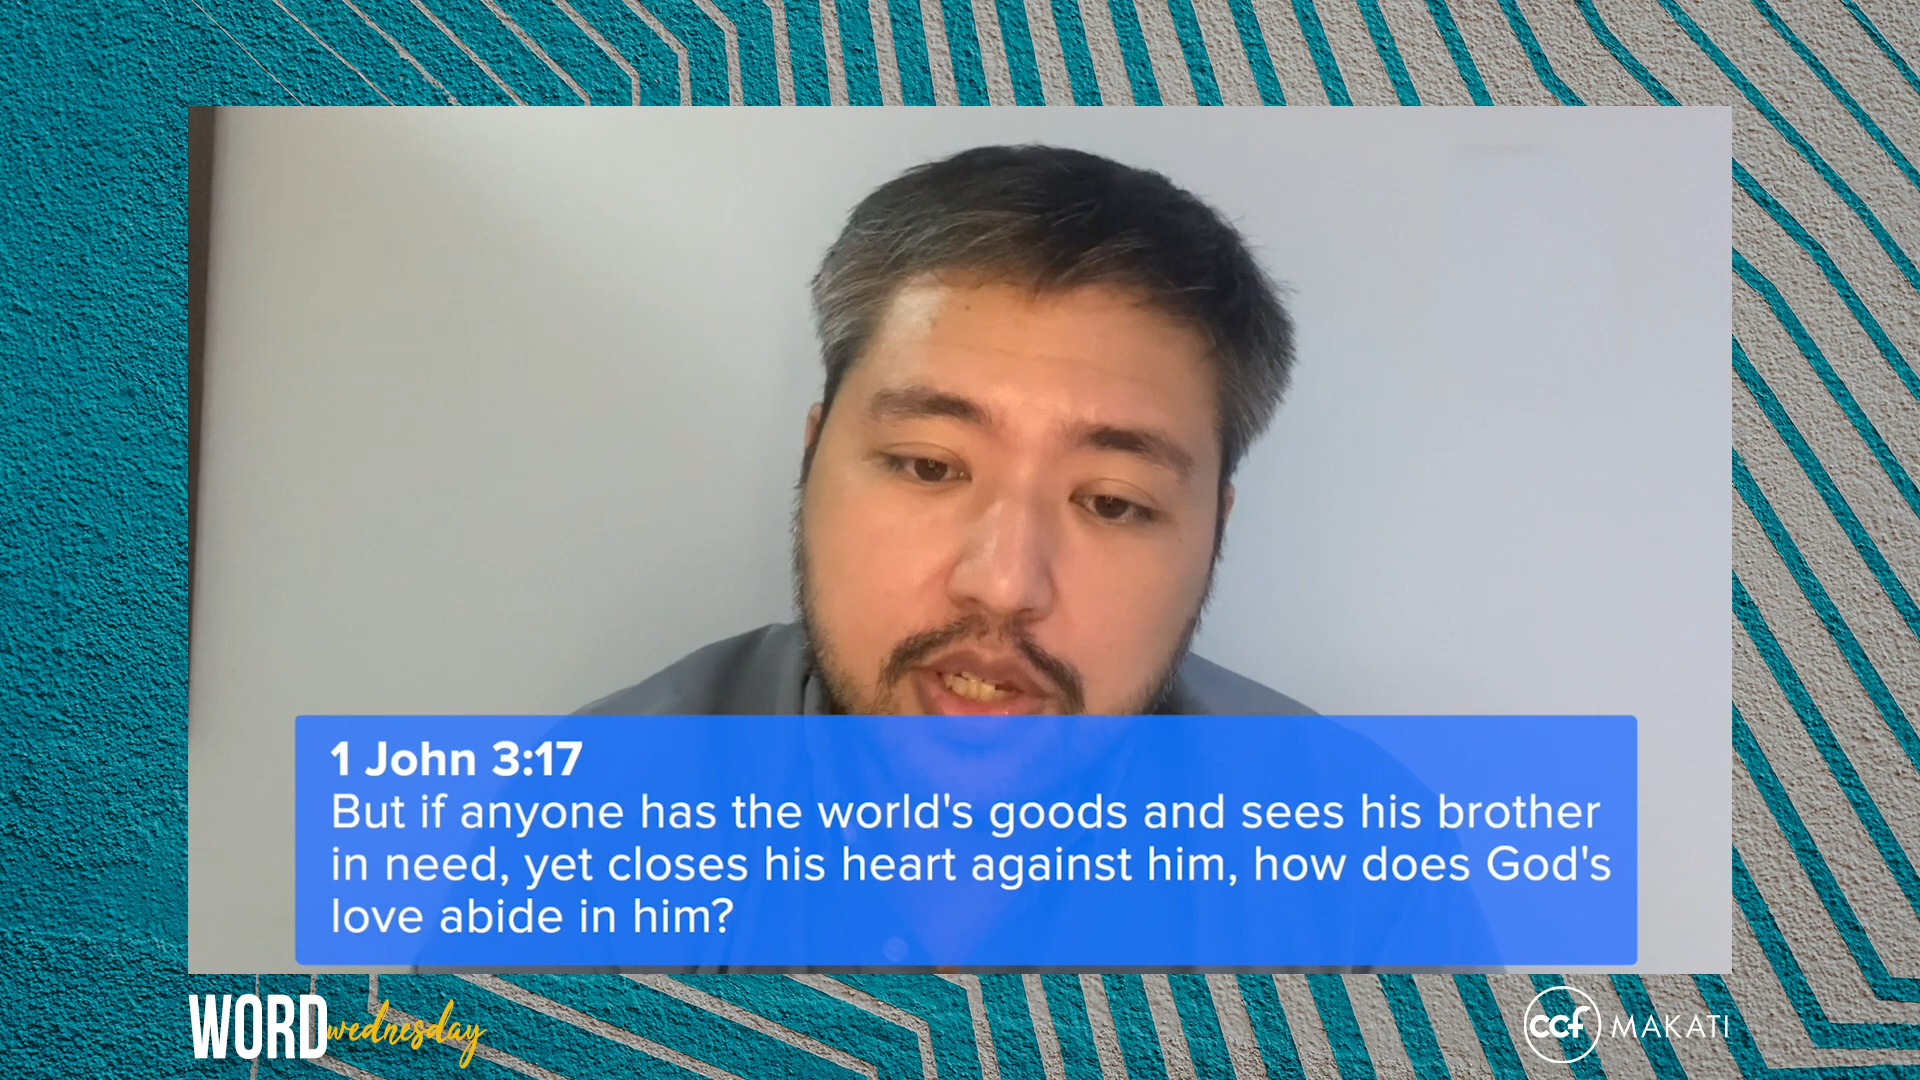 1 John 3:17
But if anyone has the world's goods and sees his brother
in need, yet closes his heart against him, how does God's
love abide in him?
WORD wednesday
ccf MAKATI